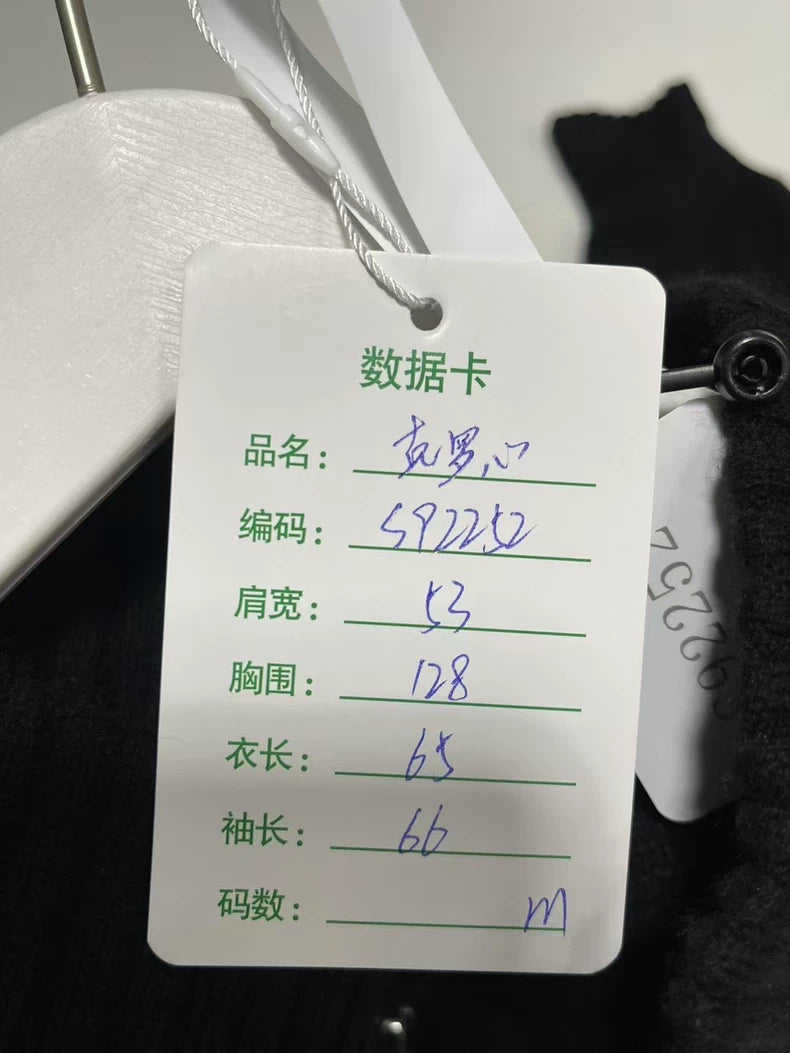 数据卡
品名：克罗心
编码：592252
肩宽：53
胸围：128
衣长：65
袖长：66
码数：m
592252